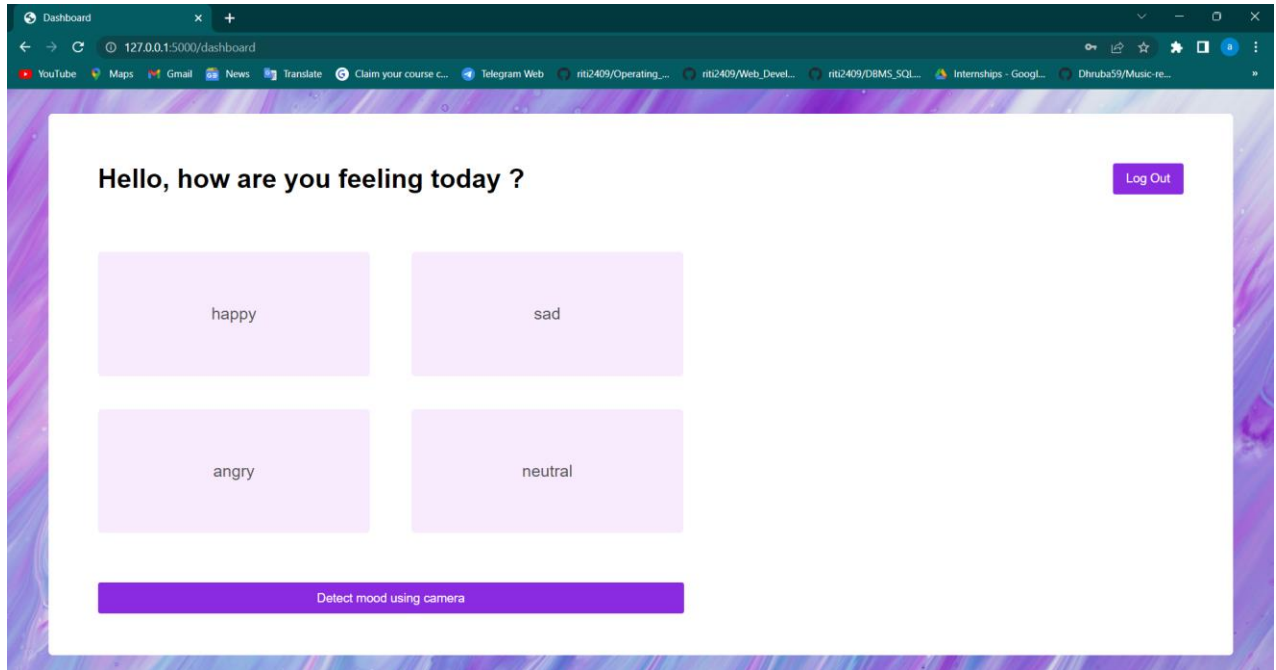 Dashboard
127.0.0.1:5000/dashboard
YouTube Maps Gmail News Translate Claim your course c... Telegram Web riti2409/Operating_... riti2409/Web_Devel... riti2409/DBMS_SQL... Internships - Googl... Dhruba59/Music-re... »
Hello, how are you feeling today ?
Log Out
happy sad
angry neutral
Detect mood using camera